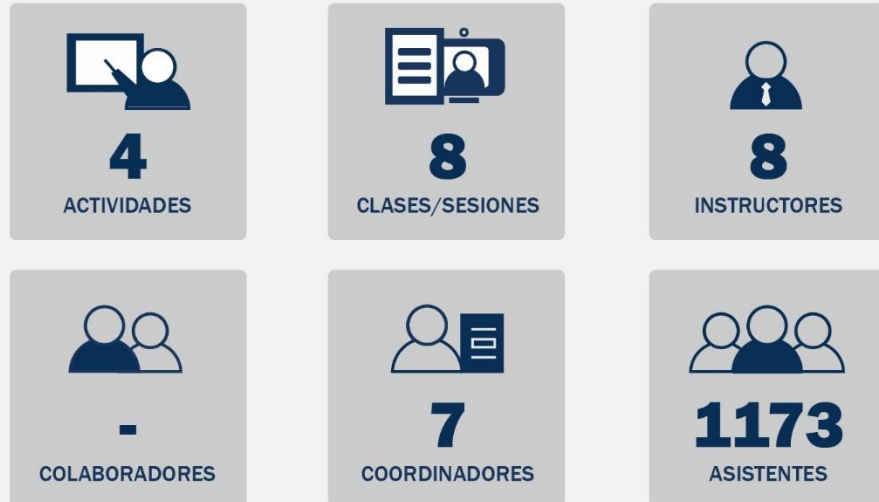 4
ACTIVIDADES
8
CLASES/SESIONES
8
INSTRUCTORES
-
COLABORADORES
7
COORDINADORES
1173
ASISTENTES